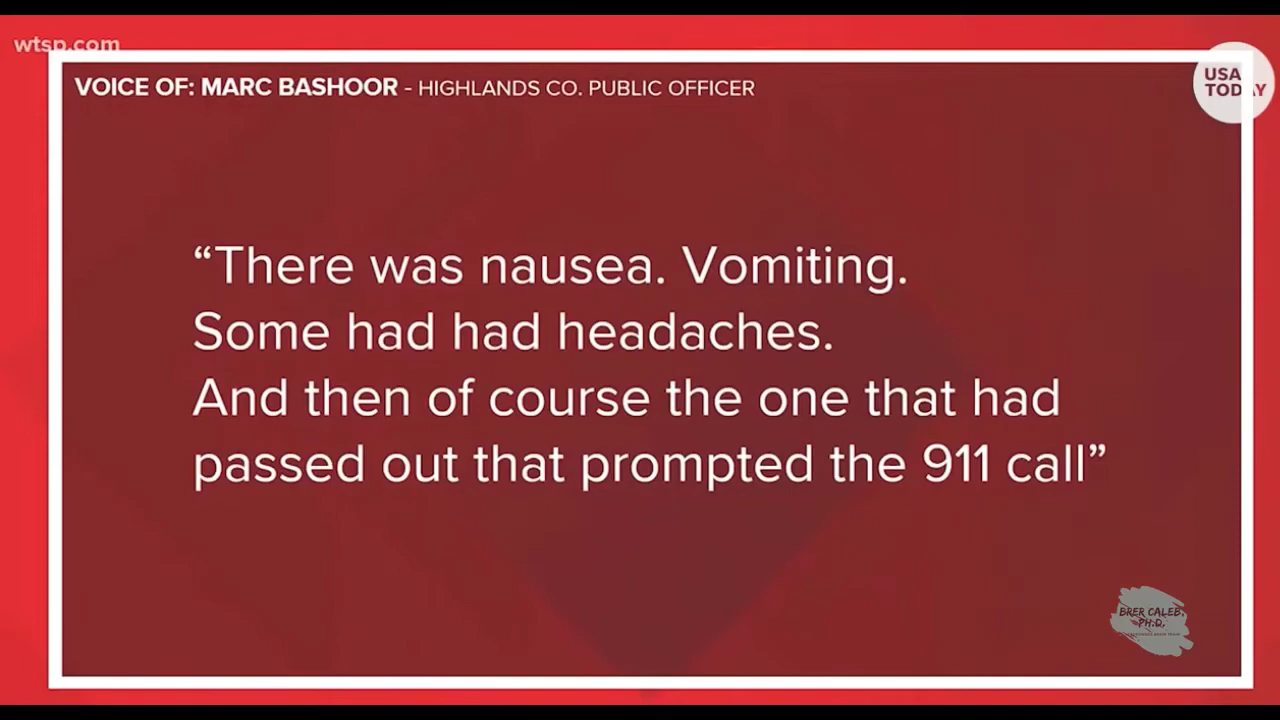 wtsp.com
VOICE OF: MARC BASHOOR - HIGHLANDS CO. PUBLIC OFFICER
USA
TODAY
“There was nausea. Vomiting.
Some had had headaches.
And then of course the one that had
passed out that prompted the 911 call”
BRER CALEB,
PH.D,